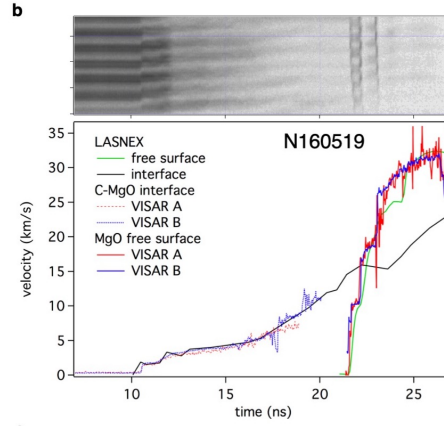 b
35
30
25
20
15
10
5
0
velocity (km/s)
N160519
LASNEX
free surface
interface
C-MgO interface
VISAR A
VISAR B
MgO free surface
VISAR A
VISAR B
10 15 20 25
time (ns)